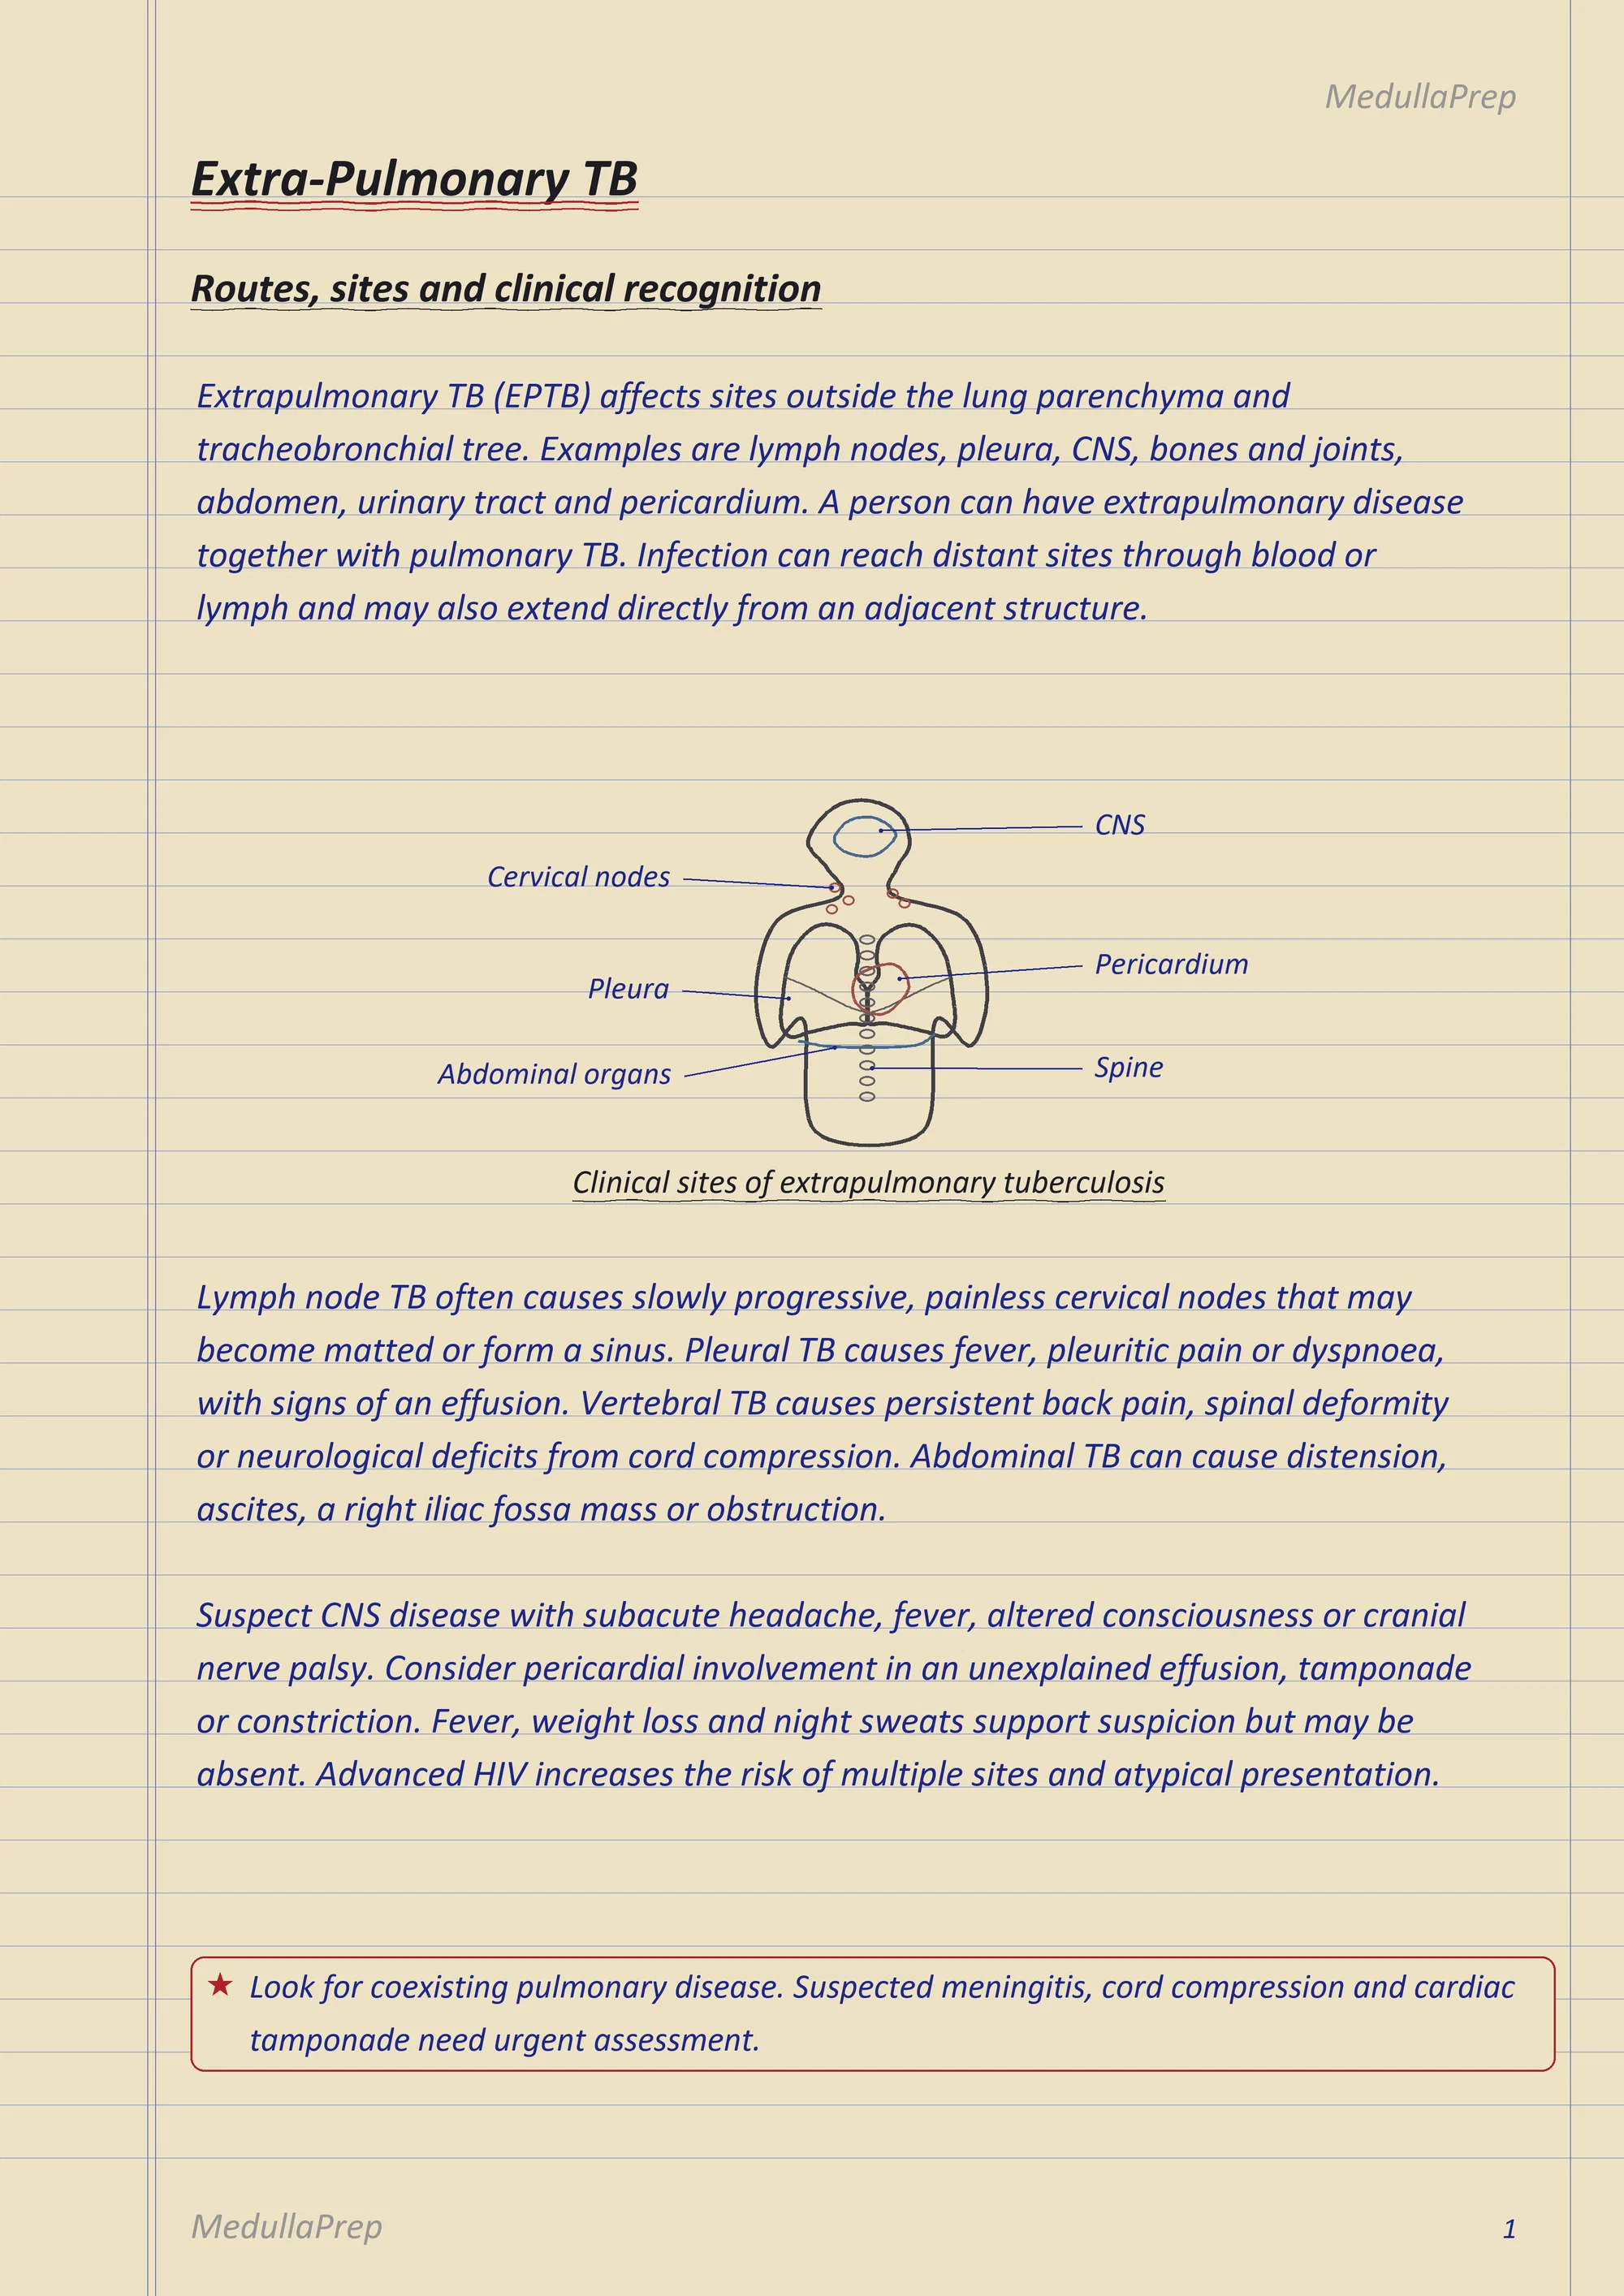 MedullaPrep
Extra-Pulmonary TB
Routes, sites and clinical recognition
Extrapulmonary TB (EPTB) affects sites outside the lung parenchyma and
tracheobronchial tree. Examples are lymph nodes, pleura, CNS, bones and joints,
abdomen, urinary tract and pericardium. A person can have extrapulmonary disease
together with pulmonary TB. Infection can reach distant sites through blood or
lymph and may also extend directly from an adjacent structure.
CNS
Cervical nodes
Pericardium
Pleura
Spine
Abdominal organs
Clinical sites of extrapulmonary tuberculosis
Lymph node TB often causes slowly progressive, painless cervical nodes that may
become matted or form a sinus. Pleural TB causes fever, pleuritic pain or dyspnoea,
with signs of an effusion. Vertebral TB causes persistent back pain, spinal deformity
or neurological deficits from cord compression. Abdominal TB can cause distension,
ascites, a right iliac fossa mass or obstruction.
Suspect CNS disease with subacute headache, fever, altered consciousness or cranial
nerve palsy. Consider pericardial involvement in an unexplained effusion, tamponade
or constriction. Fever, weight loss and night sweats support suspicion but may be
absent. Advanced HIV increases the risk of multiple sites and atypical presentation.
★ Look for coexisting pulmonary disease. Suspected meningitis, cord compression and cardiac
tamponade need urgent assessment.
MedullaPrep
1